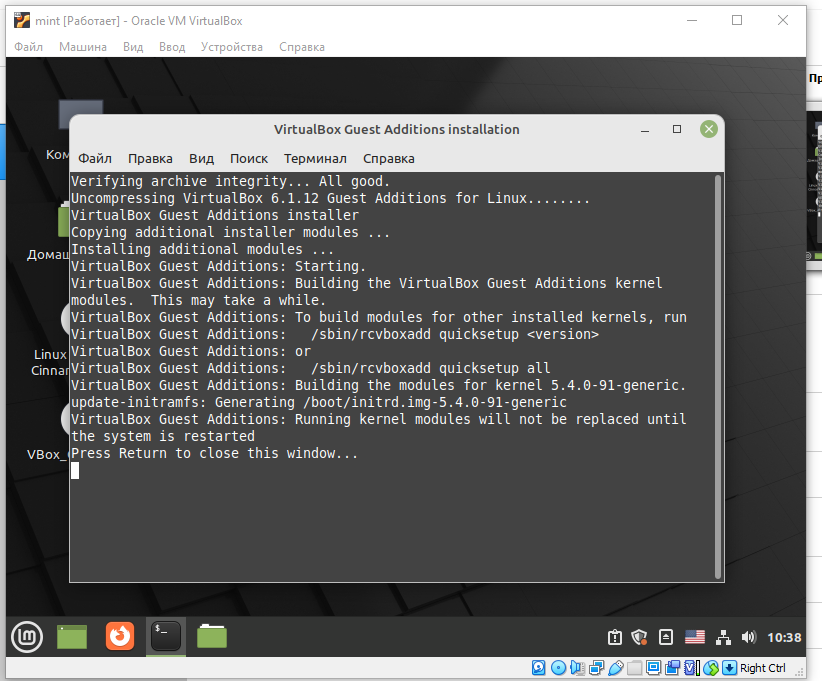 mint [Работает] - Oracle VM VirtualBox
Файл Машина Вид Ввод Устройства Справка
Пр
VirtualBox Guest Additions installation
Файл Правка Вид Поиск Терминал Справка
Verifying archive integrity... All good.
Uncompressing VirtualBox 6.1.12 Guest Additions for Linux........
VirtualBox Guest Additions installer
Copying additional installer modules ...
Installing additional modules ...
VirtualBox Guest Additions: Starting.
VirtualBox Guest Additions: Building the VirtualBox Guest Additions kernel
modules.  This may take a while.
VirtualBox Guest Additions: To build modules for other installed kernels, run
VirtualBox Guest Additions:   /sbin/rcvboxadd quicksetup <version>
VirtualBox Guest Additions: or
VirtualBox Guest Additions:   /sbin/rcvboxadd quicksetup all
VirtualBox Guest Additions: Building the modules for kernel 5.4.0-91-generic.
update-initramfs: Generating /boot/initrd.img-5.4.0-91-generic
VirtualBox Guest Additions: Running kernel modules will not be replaced until
the system is restarted
Press Return to close this window...
Ком
Домаш
Linux
Cinnar
VBox_
10:38
Right Ctrl